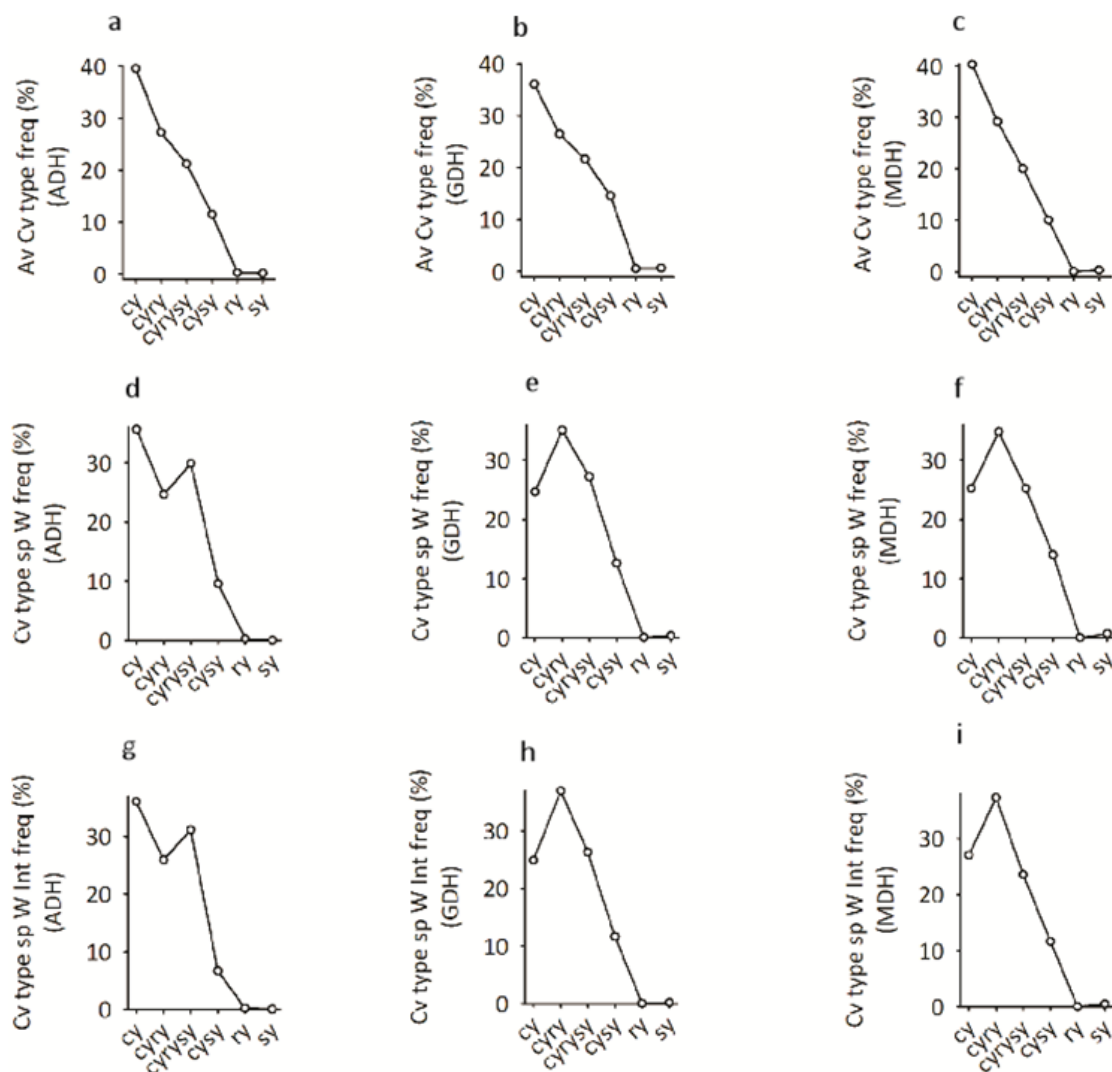 a
Av Cv type freq (%)
(ADH)
40
30
20
10
0
cy
cyry
cyrysy
cysy
ry
sy
b
Av Cv type freq (%)
(GDH)
40
30
20
10
0
cy
cyry
cyrysy
cysy
ry
sy
c
Av Cv type freq (%)
(MDH)
40
30
20
10
0
cy
cyry
cyrysy
cysy
ry
sy
d
Cv type sp W freq (%)
(ADH)
30
20
10
0
cy
cyry
cyrysy
cysy
ry
sy
e
Cv type sp W freq (%)
(GDH)
30
20
10
0
cy
cyry
cyrysy
cysy
ry
sy
f
Cv type sp W freq (%)
(MDH)
30
20
10
0
cy
cyry
cyrysy
cysy
ry
sy
g
Cv type sp W Int freq (%)
(ADH)
30
20
10
0
cy
cyry
cyrysy
cysy
ry
sy
h
Cv type sp W Int freq (%)
(GDH)
30
20
10
0
cy
cyry
cyrysy
cysy
ry
sy
i
Cv type sp W Int freq (%)
(MDH)
30
20
10
0
cy
cyry
cyrysy
cysy
ry
sy